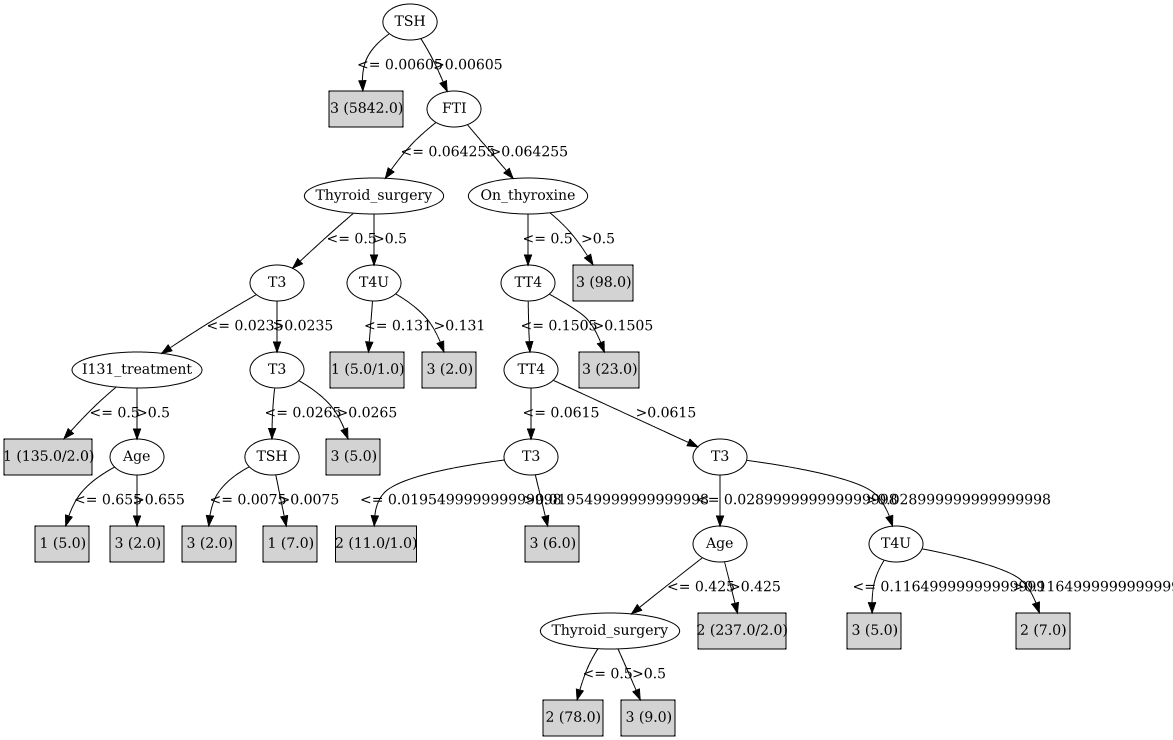 TSH
<= 0.00605 >0.00605
3 (5842.0) FTI
<= 0.064255 >0.064255
Thyroid_surgery On_thyroxine
<= 0.5 >0.5 <= 0.5 >0.5
T3 T4U TT4 3 (98.0)
<= 0.0235 >0.0235 <= 0.131 >0.131 <= 0.1505 >0.1505
I131_treatment T3 1 (5.0/1.0) 3 (2.0) TT4 3 (23.0)
<= 0.5 >0.5 <= 0.0265 >0.0265 <= 0.0615 >0.0615
1 (135.0/2.0) Age TSH 3 (5.0) T3 T3
<= 0.655 >0.655 <= 0.0075 >0.0075 <= 0.019549999999999998 >0.019549999999999998 <= 0.028999999999999998 >0.028999999999999998
1 (5.0) 3 (2.0) 3 (2.0) 1 (7.0) 2 (11.0/1.0) 3 (6.0) Age T4U
<= 0.425 >0.425
Thyroid_surgery 2 (237.0/2.0) 3 (5.0) 2 (7.0)
<= 0.5 >0.5
2 (78.0) 3 (9.0)